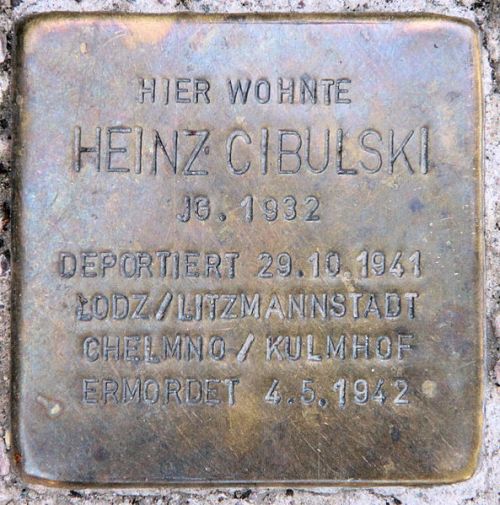 HIER WOHNTE
HEINZ CIBULSKI
JG. 1932
DEPORTIERT 29.10.1941
ŁODZ/LITZMANNSTADT
CHELMNO/KULMHOF
ERMORDET 4.5.1942